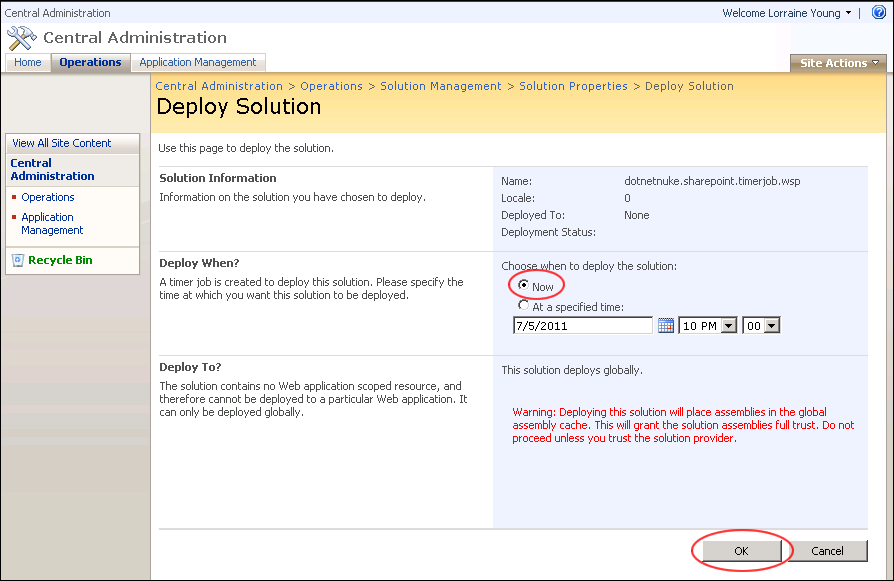 Central Administration
Welcome Lorraine Young
Central Administration
Home
Operations
Application Management
Site Actions
Central Administration > Operations > Solution Management > Solution Properties > Deploy Solution
Deploy Solution
View All Site Content
Central
Administration
Operations
Application
Management
Recycle Bin
Use this page to deploy the solution.
Solution Information
Information on the solution you have chosen to deploy.
Name: dotnetnuke.sharepoint.timerjob.wsp
Locale: 0
Deployed To: None
Deployment Status:
Deploy When?
A timer job is created to deploy this solution. Please specify the
time at which you want this solution to be deployed.
Choose when to deploy the solution:
Now
At a specified time:
7/5/2011 10 PM 00
Deploy To?
The solution contains no Web application scoped resource, and
therefore cannot be deployed to a particular Web application. It
can only be deployed globally.
This solution deploys globally.
Warning: Deploying this solution will place assemblies in the global
assembly cache. This will grant the solution assemblies full trust. Do not
proceed unless you trust the solution provider.
OK
Cancel